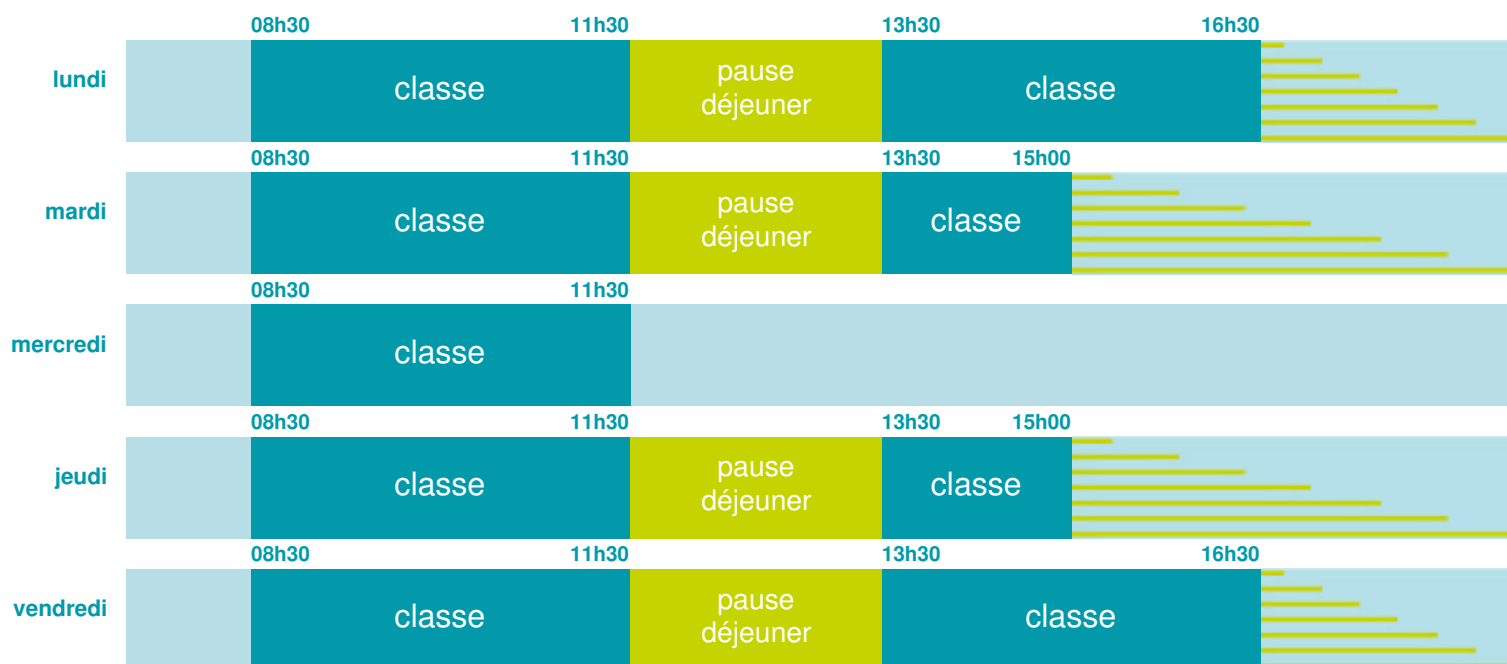 08h30 11h30 13h30 16h30
lundi classe pause déjeuner classe
08h30 11h30 13h30 15h00
mardi classe pause déjeuner classe
08h30 11h30
mercredi classe
08h30 11h30 13h30 15h00
jeudi classe pause déjeuner classe
08h30 11h30 13h30 16h30
vendredi classe pause déjeuner classe